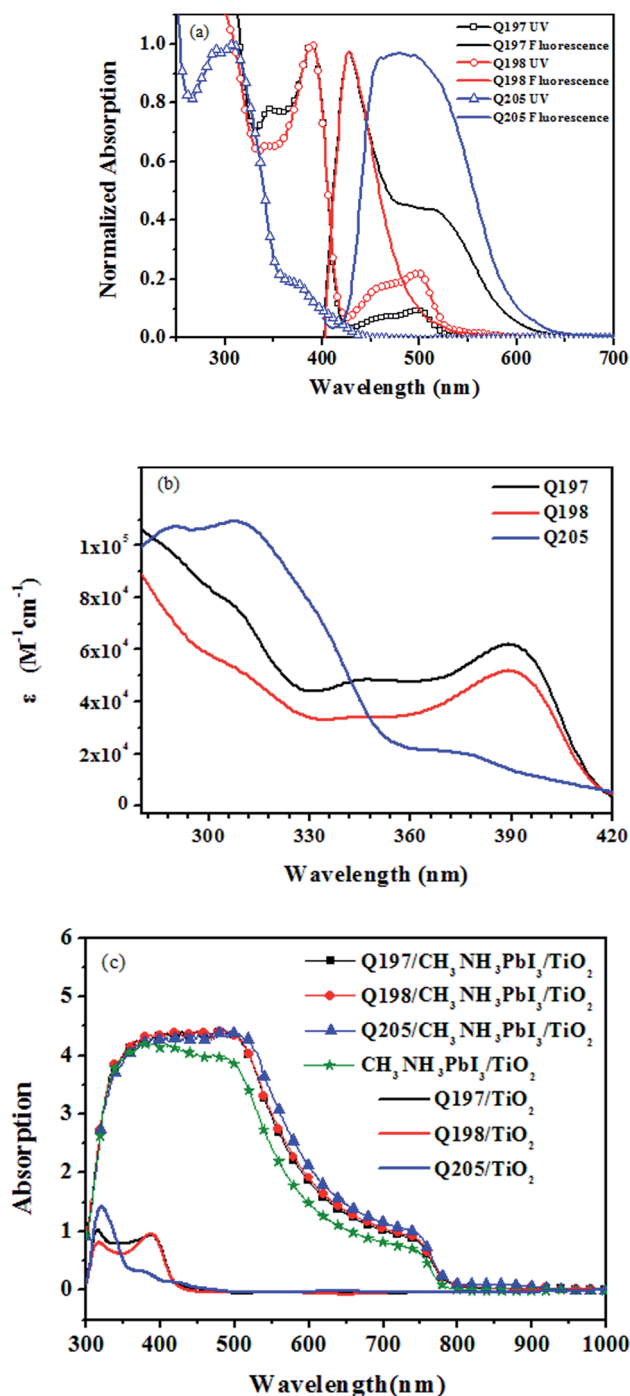 (a)
Q197 UV
Q197 Fluorescence
Q198 UV
Q198 Fluorescence
Q205 UV
Q205 Fluorescence
1.0
0.8
0.6
0.4
0.2
0.0
Normalized Absorption
300 400 500 600 700
Wavelength (nm)
(b)
Q197
Q198
Q205
1x10⁵
8x10⁴
6x10⁴
4x10⁴
2x10⁴
0
ε (M⁻¹cm⁻¹)
300 330 360 390 420
Wavelength (nm)
(c)
Q197/CH₃NH₃PbI₃/TiO₂
Q198/CH₃NH₃PbI₃/TiO₂
Q205/CH₃NH₃PbI₃/TiO₂
CH₃NH₃PbI₃/TiO₂
Q197/TiO₂
Q198/TiO₂
Q205/TiO₂
6
5
4
3
2
1
0
Absorption
300 400 500 600 700 800 900 1000
Wavelength(nm)